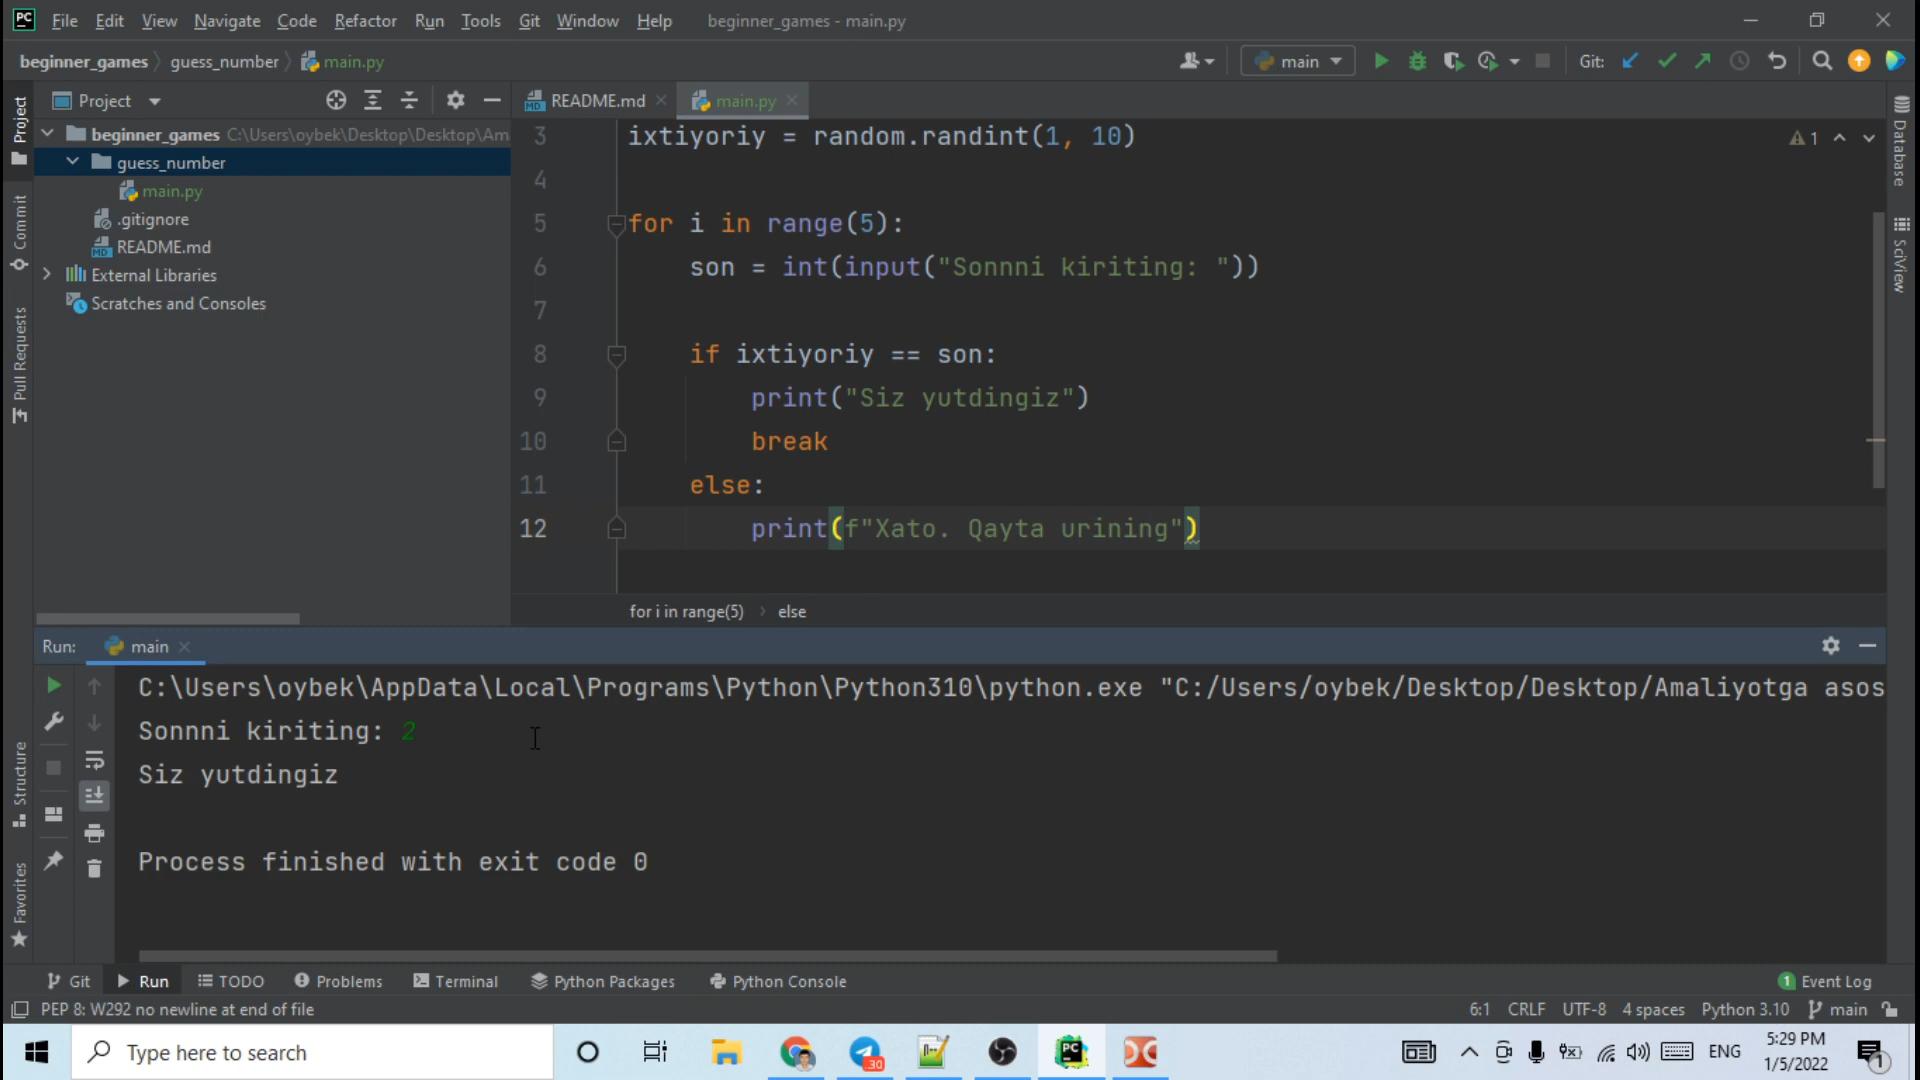 PC File Edit View Navigate Code Refactor Run Tools Git Window Help beginner_games - main.py
beginner_games guess_number main.py main Git:
Project
README.md main.py
beginner_games C:\Users\oybek\Desktop\Desktop\Am
guess_number
main.py
.gitignore
README.md
External Libraries
Scratches and Consoles
Project
Commit
Pull Requests
Structure
Favorites
3 ixtiyoriy = random.randint(1, 10)
4
5 for i in range(5):
6 son = int(input("Sonnni kiriting: "))
7
8 if ixtiyoriy == son:
9 print("Siz yutdingiz")
10 break
11 else:
12 print(f"Xato. Qayta urining")
1
Database
SciView
for i in range(5) › else
Run: main
C:\Users\oybek\AppData\Local\Programs\Python\Python310\python.exe "C:/Users/oybek/Desktop/Desktop/Amaliyotga asos
Sonnni kiriting: 2
Siz yutdingiz
Process finished with exit code 0
Git Run TODO Problems Terminal Python Packages Python Console 1 Event Log
PEP 8: W292 no newline at end of file 6:1 CRLF UTF-8 4 spaces Python 3.10 main
Type here to search 30 PC ENG 5:29 PM
1/5/2022 1